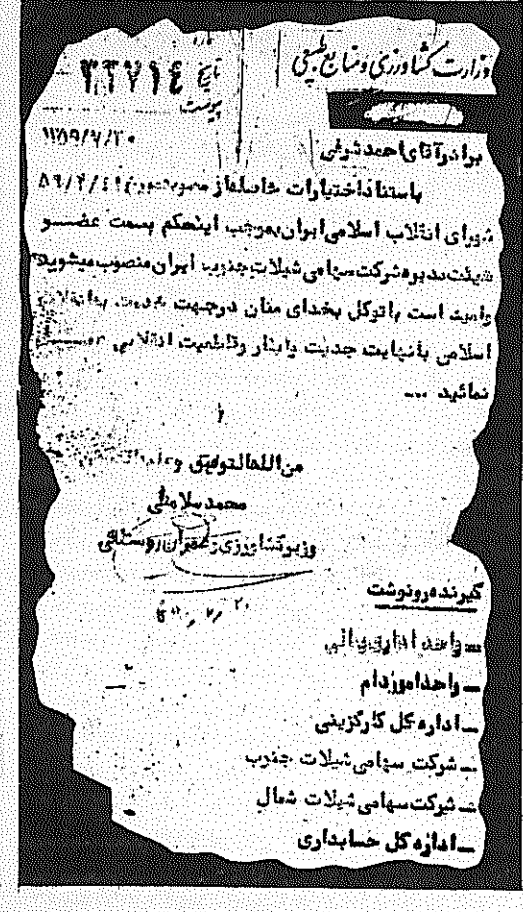 وزارت کشاورزی و منابع طبیعی
تاریخ ۳۳۷۱۴
پیوست
۱۳۵۹/۷/۲۰
برادر آقای احمد شرفی
باستناد اختیارات حاصله از مصوبه مورخ ۵۹/۴/۴
شورای انقلاب اسلامی ایران بموجب اینحکم بسمت عضو
هیئت مدیره شرکت سهامی شیلات جنوب ایران منصوب میشوید
امید است با توکل بخدای منان در جهت خدمت بانقلاب
اسلامی با نهایت جدیت و ایثار و قاطعیت انقلابی
نمائید ...
من الله التوفیق و علیه
محمد سلامتی
وزیر کشاورزی و عمران روستائی
گیرنده رونوشت
ـ واحد اداری و مالی
ـ واحد امور دام
ـ اداره کل کارگزینی
ـ شرکت سهامی شیلات جنوب
ـ شرکت سهامی شیلات شمال
ـ اداره کل حسابداری